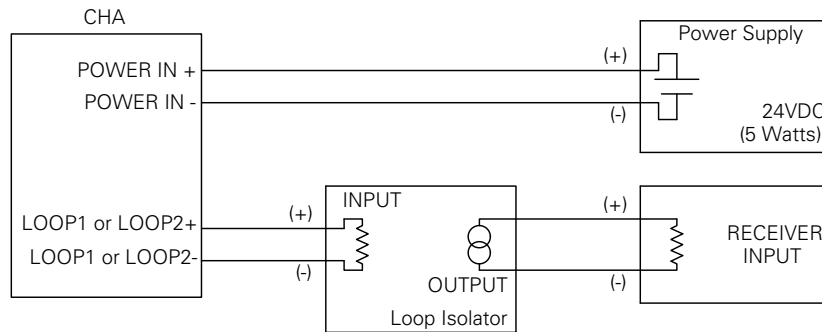 CHA
POWER IN +
POWER IN -
(+)
(-)
Power Supply
24VDC
(5 Watts)
LOOP1 or LOOP2+
LOOP1 or LOOP2-
(+)
(-)
INPUT
OUTPUT
Loop Isolator
(+)
(-)
RECEIVER
INPUT